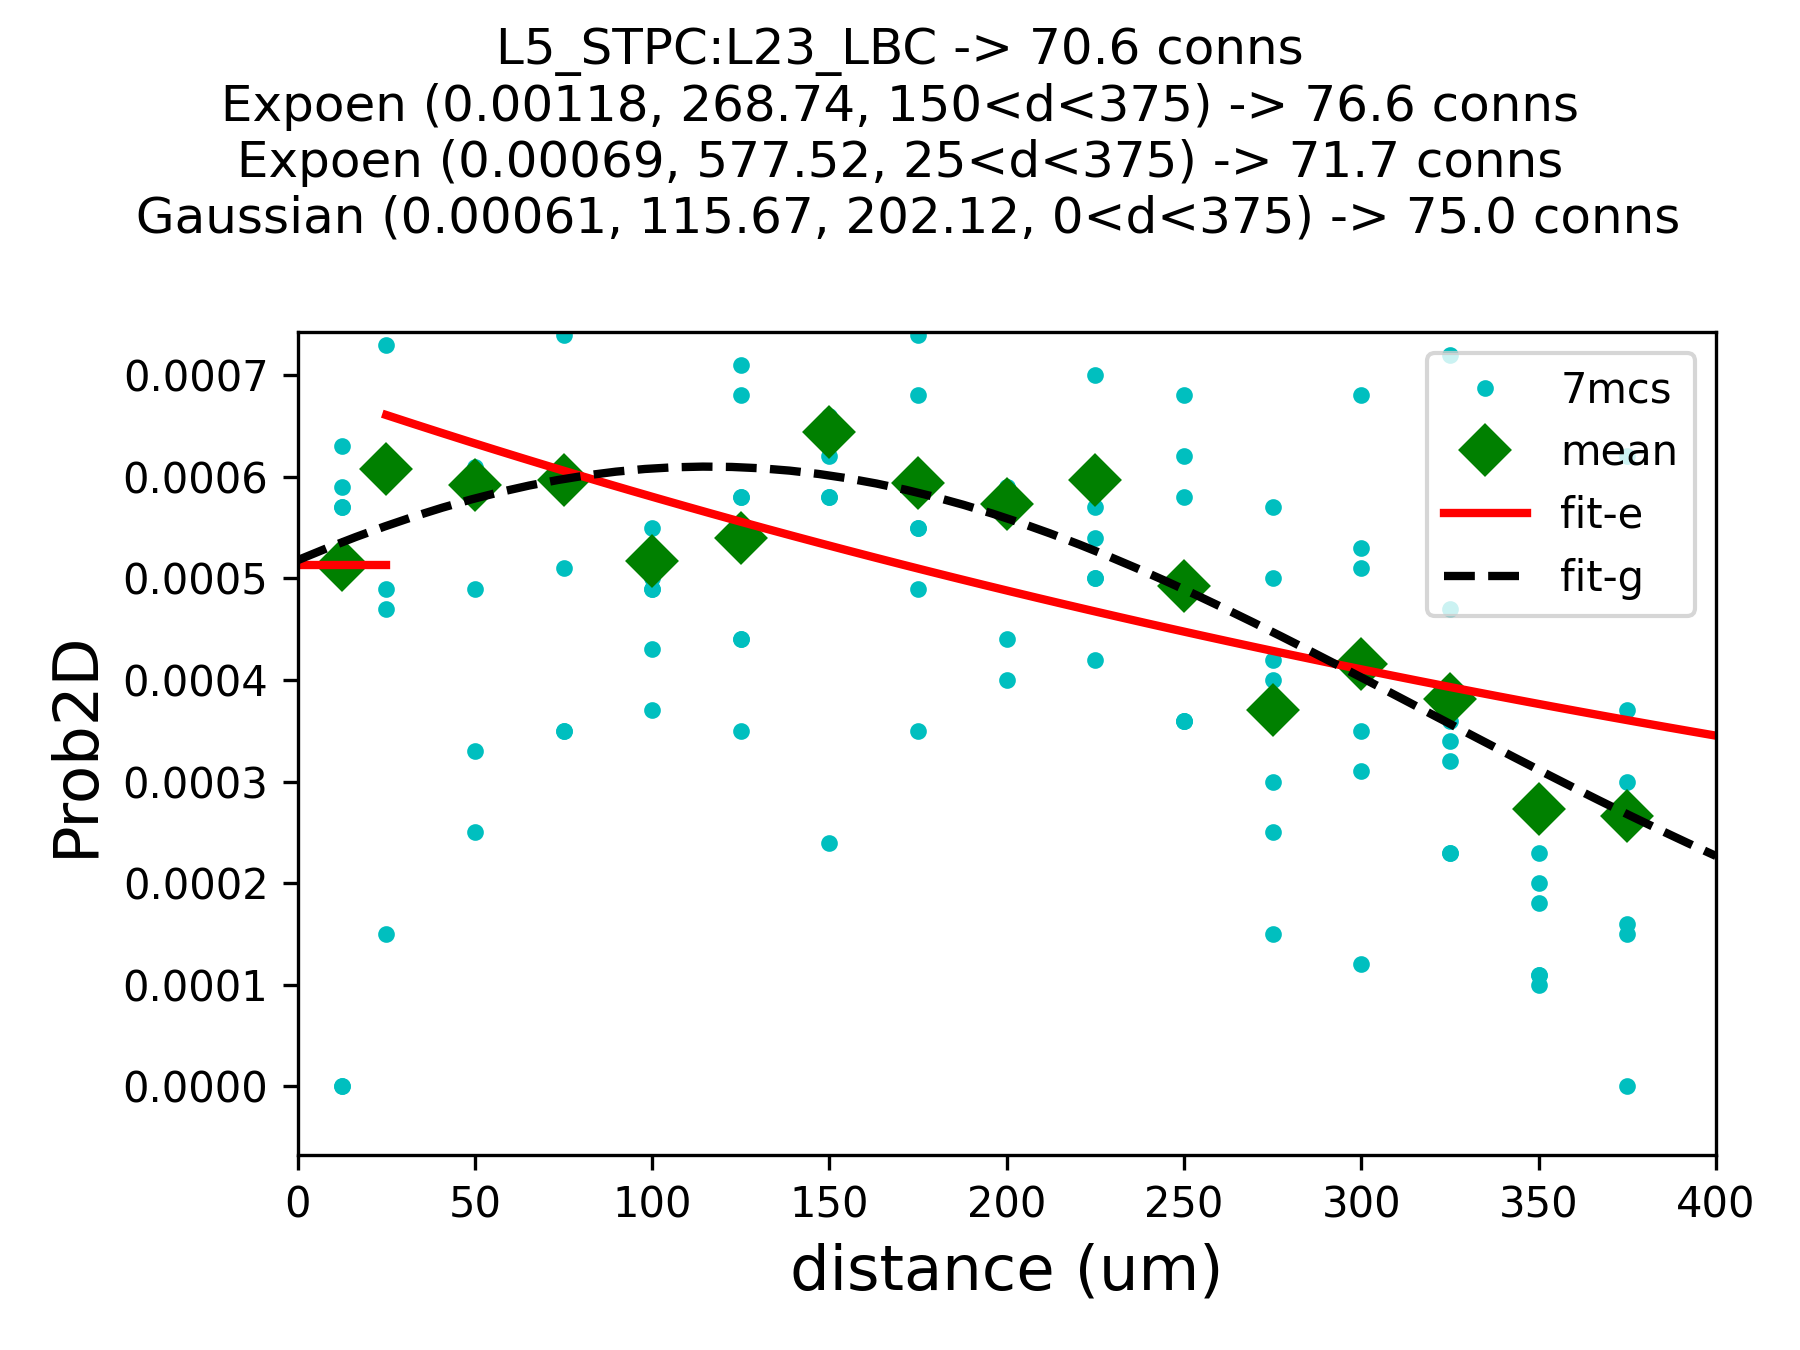 L5_STPC:L23_LBC -> 70.6 conns
Expoen (0.00118, 268.74, 150<d<375) -> 76.6 conns
Expoen (0.00069, 577.52, 25<d<375) -> 71.7 conns
Gaussian (0.00061, 115.67, 202.12, 0<d<375) -> 75.0 conns
0.0007
0.0006
0.0005
0.0004
0.0003
0.0002
0.0001
0.0000
Prob2D
7mcs
mean
fit-e
fit-g
0 50 100 150 200 250 300 350 400
distance (um)